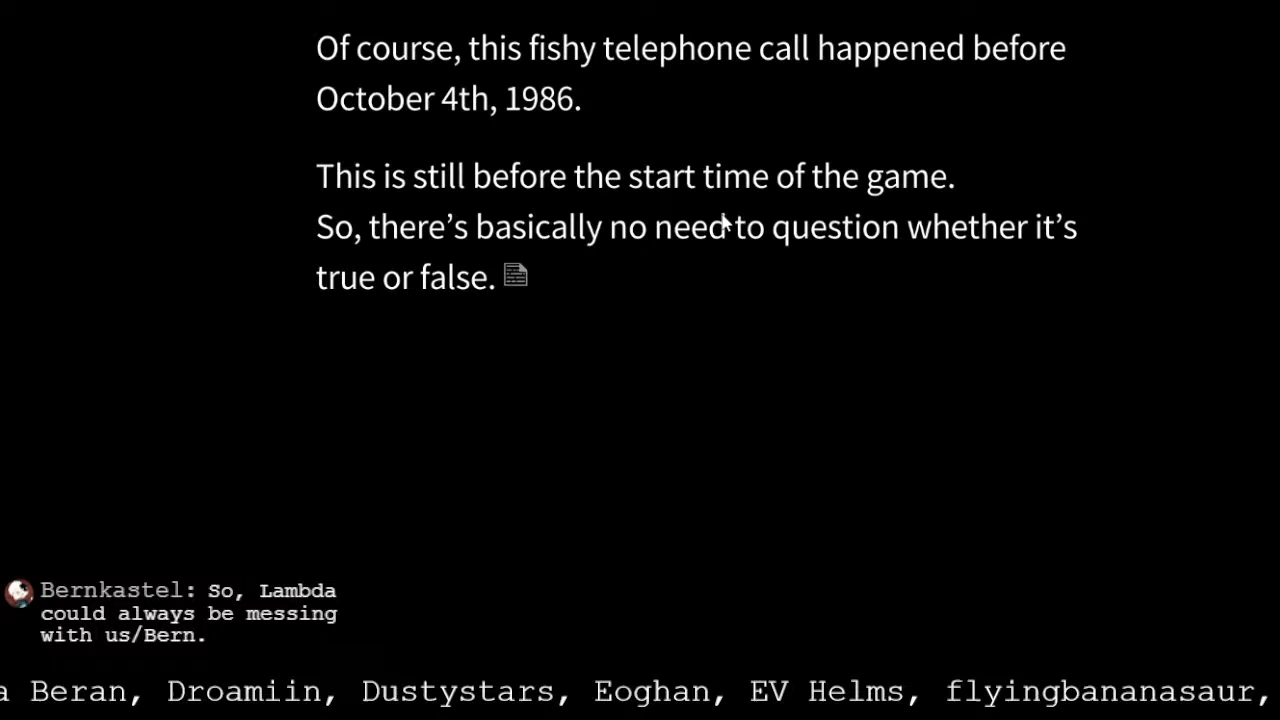 Of course, this fishy telephone call happened before
October 4th, 1986.
This is still before the start time of the game.
So, there’s basically no need to question whether it’s
true or false.
Bernkastel: So, Lambda
could always be messing
with us/Bern.
a Beran, Droamiin, Dustystars, Eoghan, EV Helms, flyingbananasaur,